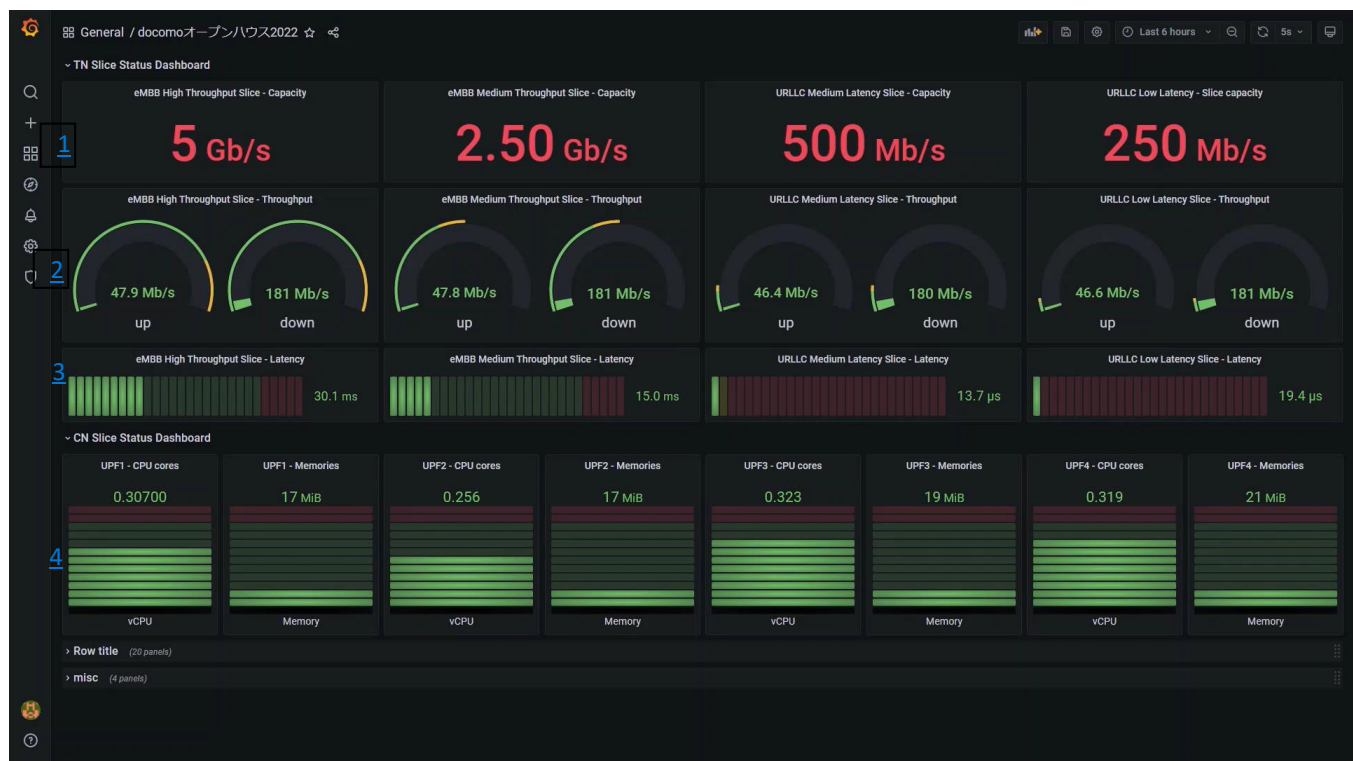 General / docomoオープンハウス2022
Last 6 hours
5s
TN Slice Status Dashboard
eMBB High Throughput Slice - Capacity
eMBB Medium Throughput Slice - Capacity
URLLC Medium Latency Slice - Capacity
URLLC Low Latency - Slice capacity
1
5 Gb/s
2.50 Gb/s
500 Mb/s
250 Mb/s
eMBB High Throughput Slice - Throughput
eMBB Medium Throughput Slice - Throughput
URLLC Medium Latency Slice - Throughput
URLLC Low Latency Slice - Throughput
2
47.9 Mb/s
181 Mb/s
47.8 Mb/s
181 Mb/s
46.4 Mb/s
180 Mb/s
46.6 Mb/s
181 Mb/s
up
down
up
down
up
down
up
down
eMBB High Throughput Slice - Latency
eMBB Medium Throughput Slice - Latency
URLLC Medium Latency Slice - Latency
URLLC Low Latency Slice - Latency
3
30.1 ms
15.0 ms
13.7 µs
19.4 µs
CN Slice Status Dashboard
UPF1 - CPU cores
UPF1 - Memories
UPF2 - CPU cores
UPF2 - Memories
UPF3 - CPU cores
UPF3 - Memories
UPF4 - CPU cores
UPF4 - Memories
0.30700
17 MiB
0.256
17 MiB
0.323
19 MiB
0.319
21 MiB
4
vCPU
Memory
vCPU
Memory
vCPU
Memory
vCPU
Memory
Row title (20 panels)
misc (4 panels)